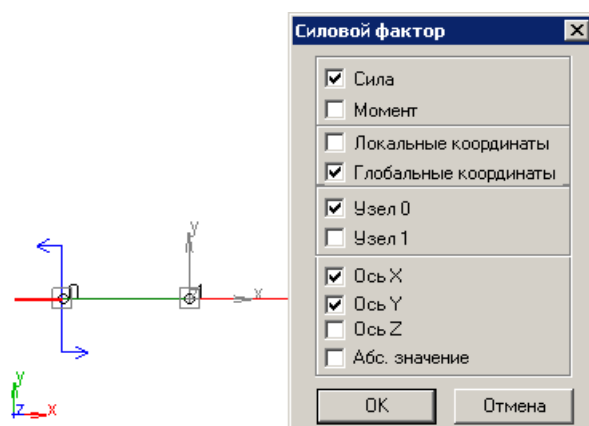 Силовой фактор
Сила
Момент
Локальные координаты
Глобальные координаты
Узел 0
Узел 1
Ось X
Ось Y
Ось Z
Абс. значение
OK
Отмена
y
0
1
x
y
z
x